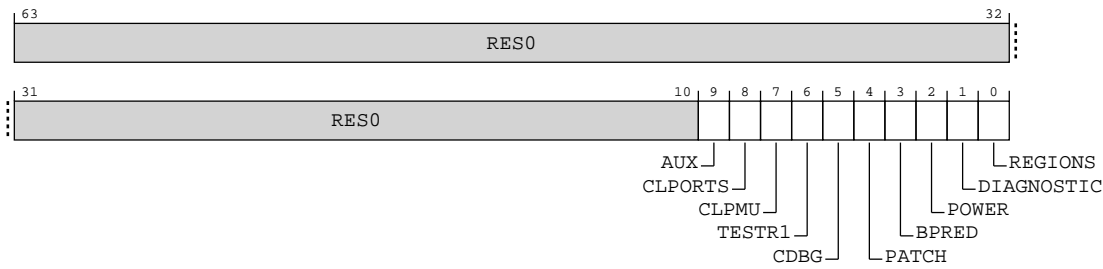 63 32
RES0
31 10 9 8 7 6 5 4 3 2 1 0
RES0
AUX REGIONS
CLPORTS DIAGNOSTIC
CLPMU POWER
TESTR1 BPRED
CDBG PATCH